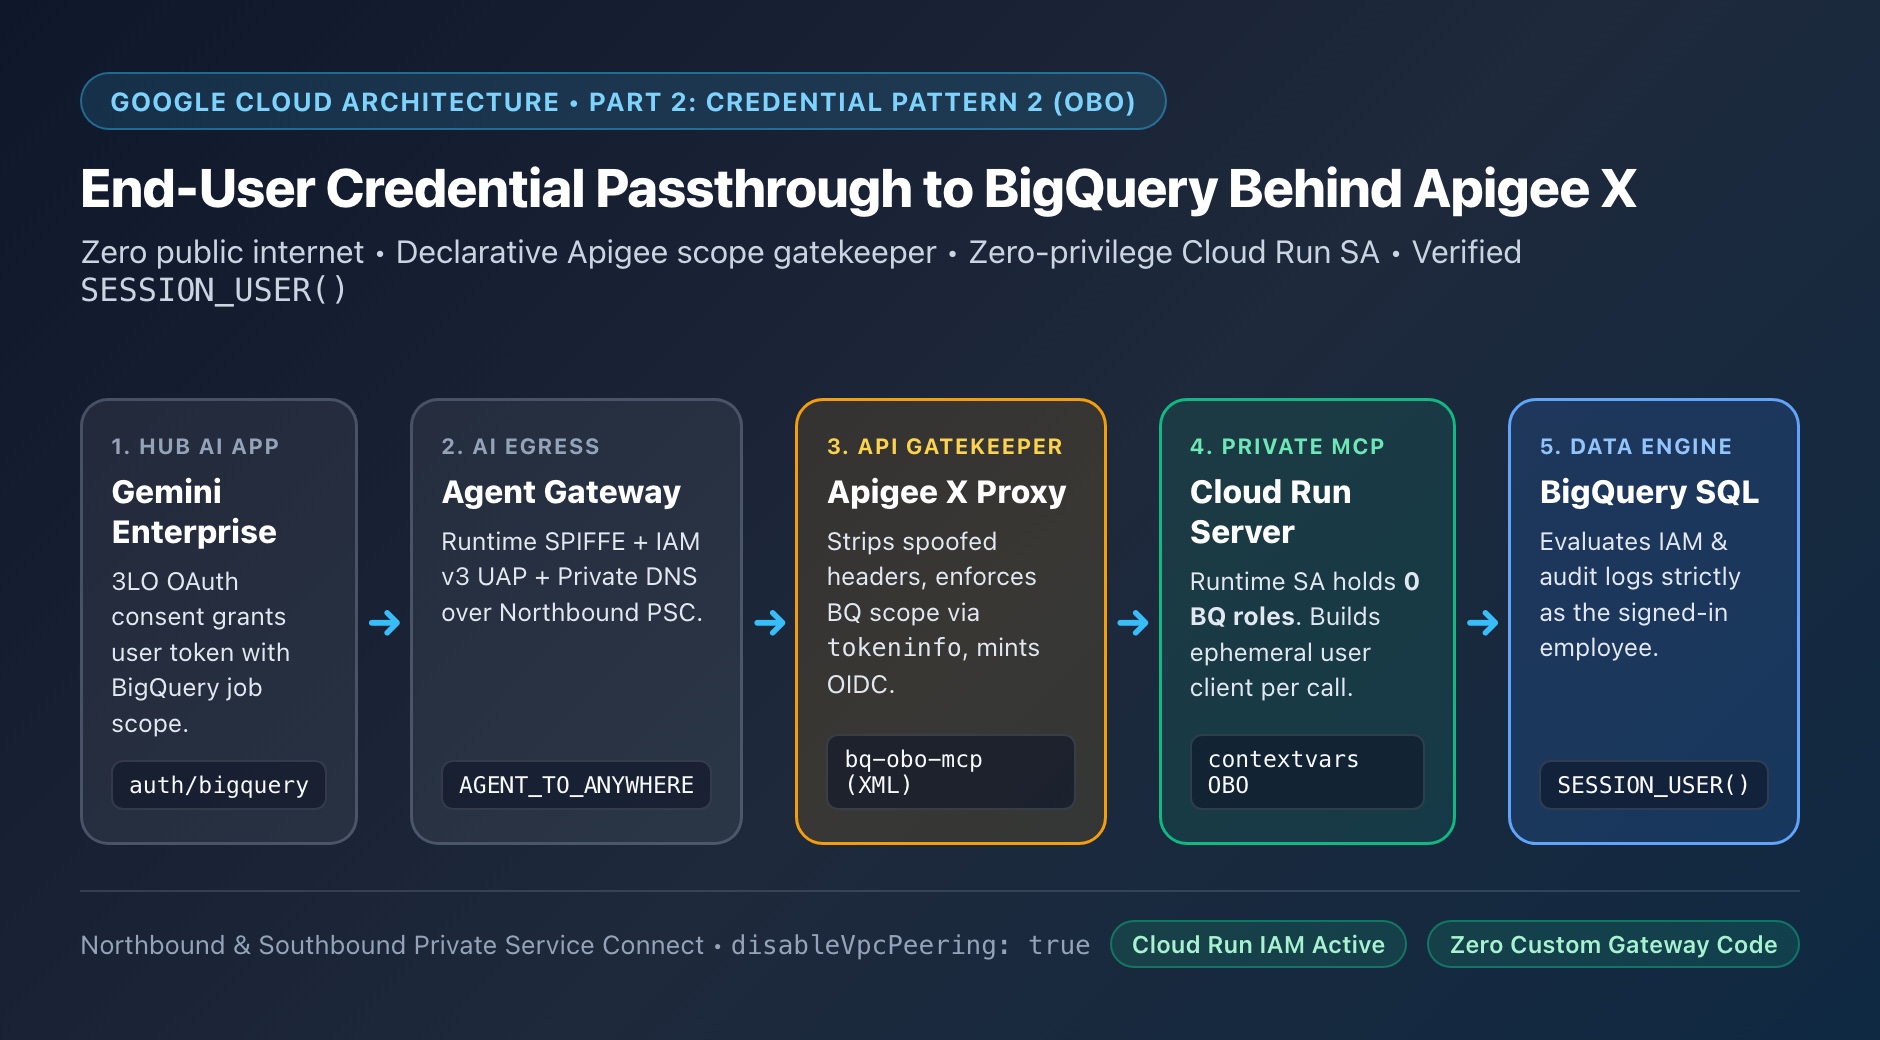 GOOGLE CLOUD ARCHITECTURE • PART 2: CREDENTIAL PATTERN 2 (OBO)
End-User Credential Passthrough to BigQuery Behind Apigee X
Zero public internet • Declarative Apigee scope gatekeeper • Zero-privilege Cloud Run SA • Verified
SESSION_USER()
1. HUB AI APP
Gemini
Enterprise
3LO OAuth
consent grants
user token with
BigQuery job
scope.
auth/bigquery
2. AI EGRESS
Agent Gateway
Runtime SPIFFE + IAM
v3 UAP + Private DNS
over Northbound PSC.
AGENT_TO_ANYWHERE
3. API GATEKEEPER
Apigee X Proxy
Strips spoofed
headers, enforces
BQ scope via
tokeninfo, mints
OIDC.
bq-obo-mcp
(XML)
4. PRIVATE MCP
Cloud Run
Server
Runtime SA holds 0
BQ roles. Builds
ephemeral user
client per call.
contextvars
OBO
5. DATA ENGINE
BigQuery SQL
Evaluates IAM &
audit logs strictly
as the signed-in
employee.
SESSION_USER()
Northbound & Southbound Private Service Connect • disableVpcPeering: true
Cloud Run IAM Active
Zero Custom Gateway Code